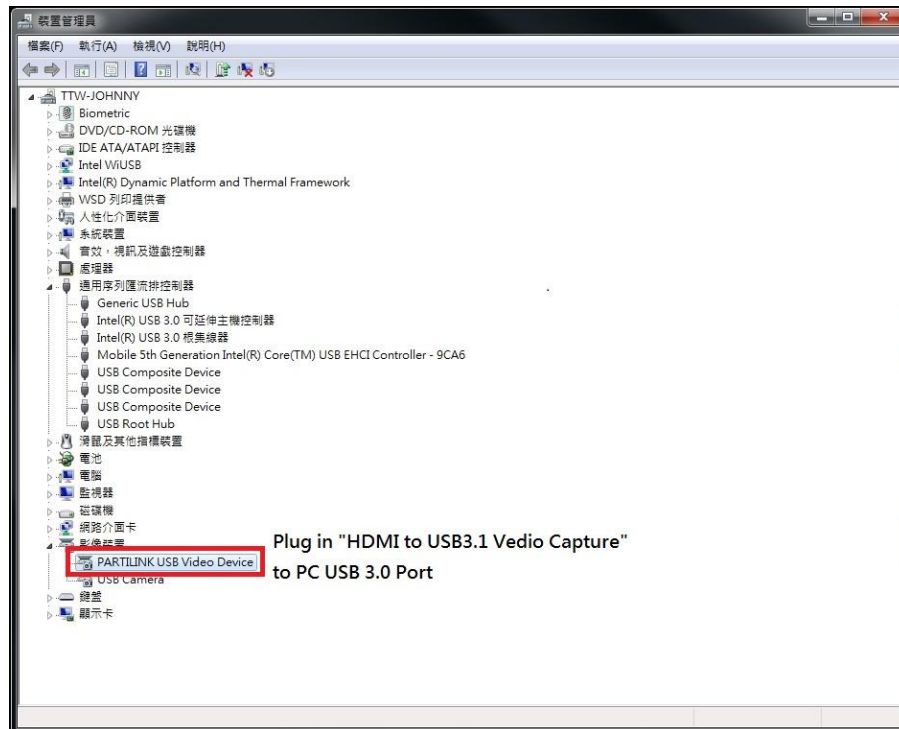 裝置管理員
檔案(F) 執行(A) 檢視(V) 說明(H)
TTW-JOHNNY
Biometric
DVD/CD-ROM 光碟機
IDE ATA/ATAPI 控制器
Intel WiUSB
Intel(R) Dynamic Platform and Thermal Framework
WSD 列印提供者
人性化介面裝置
系統裝置
音效，視訊及遊戲控制器
處理器
通用序列匯流排控制器
Generic USB Hub
Intel(R) USB 3.0 可延伸主機控制器
Intel(R) USB 3.0 根集線器
Mobile 5th Generation Intel(R) Core(TM) USB EHCI Controller - 9CA6
USB Composite Device
USB Composite Device
USB Composite Device
USB Root Hub
滑鼠及其他指標裝置
電池
電腦
監視器
磁碟機
網路介面卡
影像裝置
Plug in "HDMI to USB3.1 Vedio Capture"
PARTILINK USB Video Device
to PC USB 3.0 Port
USB Camera
鍵盤
顯示卡